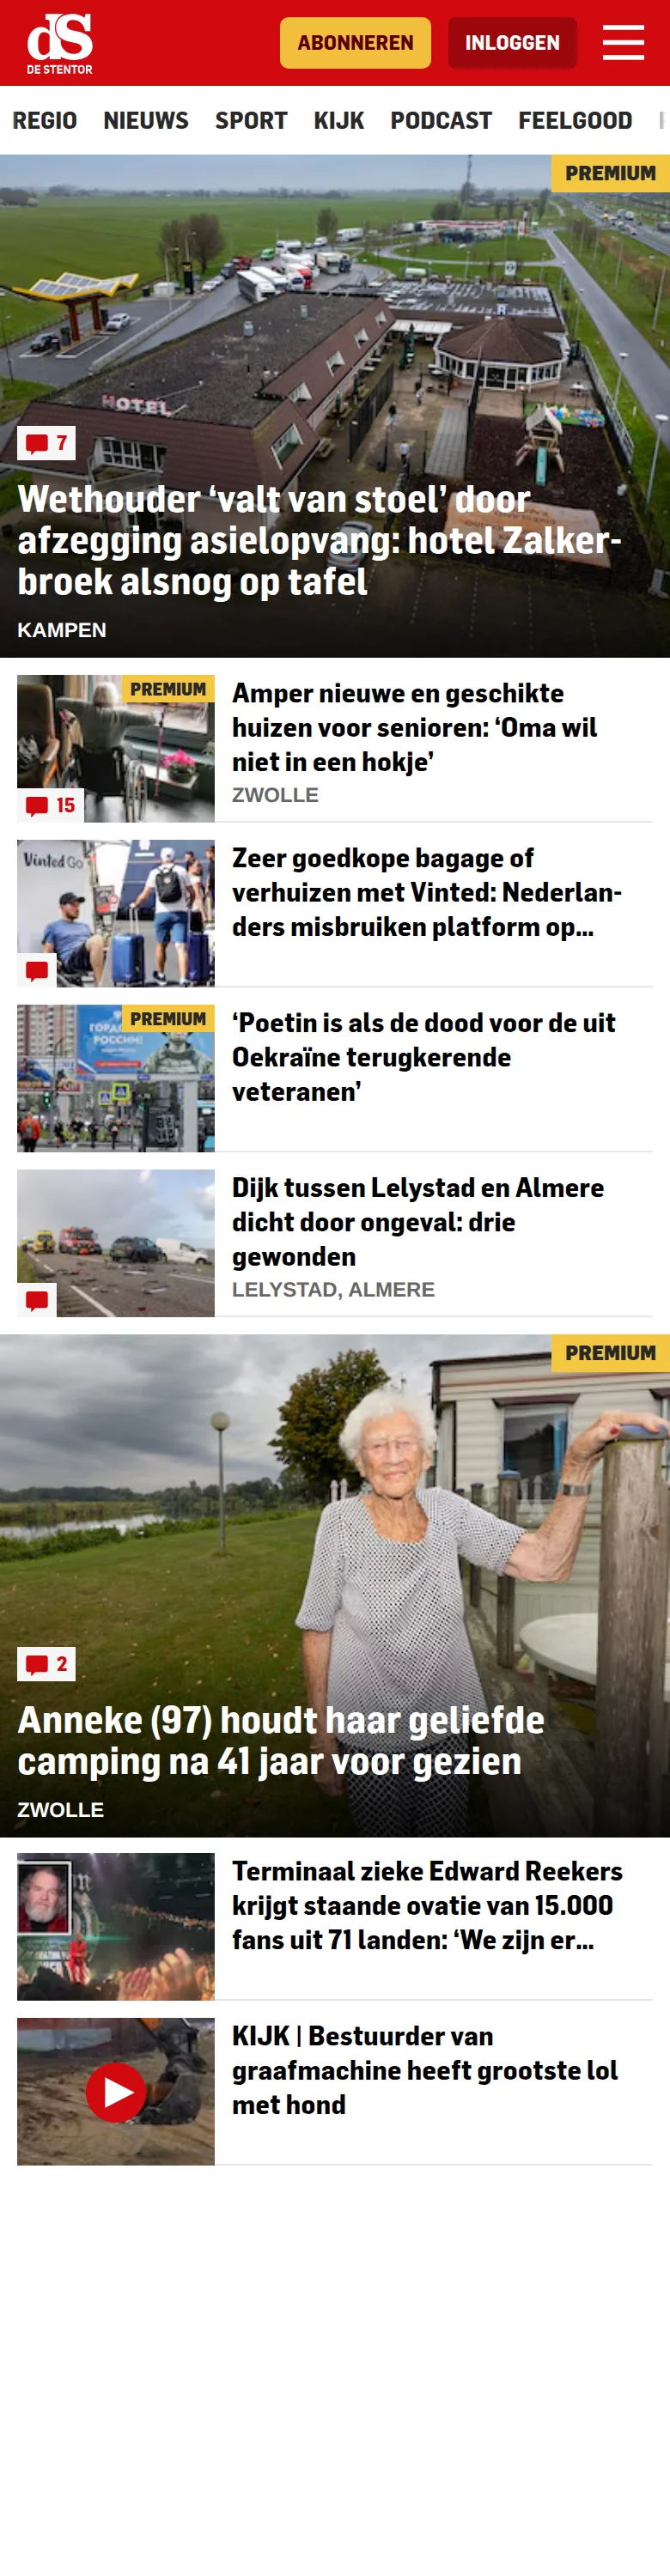 dS
DE STENTOR
ABONNEREN
INLOGGEN
REGIO NIEUWS SPORT KIJK PODCAST FEELGOOD
PREMIUM
HOTEL
7
Wethouder ‘valt van stoel’ door
afzegging asielopvang: hotel Zalker-
broek alsnog op tafel
KAMPEN
PREMIUM
15
Amper nieuwe en geschikte
huizen voor senioren: ‘Oma wil
niet in een hokje’
ZWOLLE
Vinted Go
Zeer goedkope bagage of
verhuizen met Vinted: Nederlan-
ders misbruiken platform op...
PREMIUM
РОССИИ!
‘Poetin is als de dood voor de uit
Oekraïne terugkerende
veteranen’
Dijk tussen Lelystad en Almere
dicht door ongeval: drie
gewonden
LELYSTAD, ALMERE
PREMIUM
2
Anneke (97) houdt haar geliefde
camping na 41 jaar voor gezien
ZWOLLE
Terminaal zieke Edward Reekers
krijgt staande ovatie van 15.000
fans uit 71 landen: ‘We zijn er...
KIJK | Bestuurder van
graafmachine heeft grootste lol
met hond